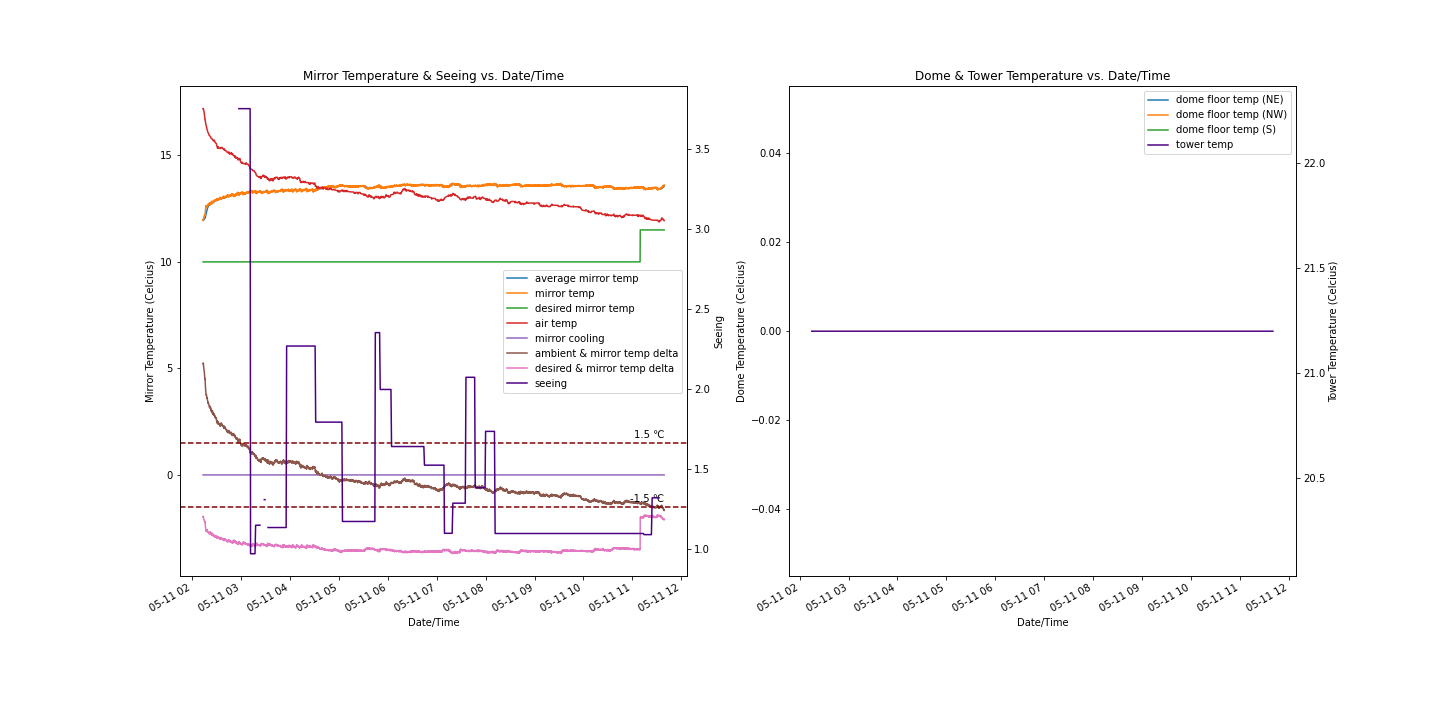 Mirror Temperature & Seeing vs. Date/Time
Mirror Temperature (Celcius)
15
10
5
0
3.5
3.0
2.5
2.0
1.5
1.0
Seeing
average mirror temp
mirror temp
desired mirror temp
air temp
mirror cooling
ambient & mirror temp delta
desired & mirror temp delta
seeing
1.5 °C
-1.5 °C
05-11 02
05-11 03
05-11 04
05-11 05
05-11 06
05-11 07
05-11 08
05-11 09
05-11 10
05-11 11
05-11 12
Date/Time
Dome & Tower Temperature vs. Date/Time
Dome Temperature (Celcius)
0.04
0.02
0.00
−0.02
−0.04
dome floor temp (NE)
dome floor temp (NW)
dome floor temp (S)
tower temp
22.0
21.5
21.0
20.5
Tower Temperature (Celcius)
05-11 02
05-11 03
05-11 04
05-11 05
05-11 06
05-11 07
05-11 08
05-11 09
05-11 10
05-11 11
05-11 12
Date/Time